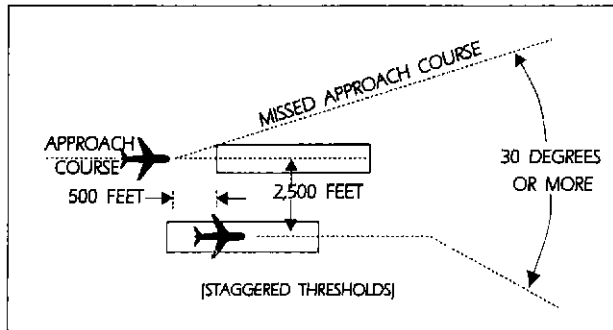 MISSED APPROACH COURSE
APPROACH
COURSE
30 DEGREES
OR MORE
500 FEET
2,500 FEET
(STAGGERED THRESHOLDS)